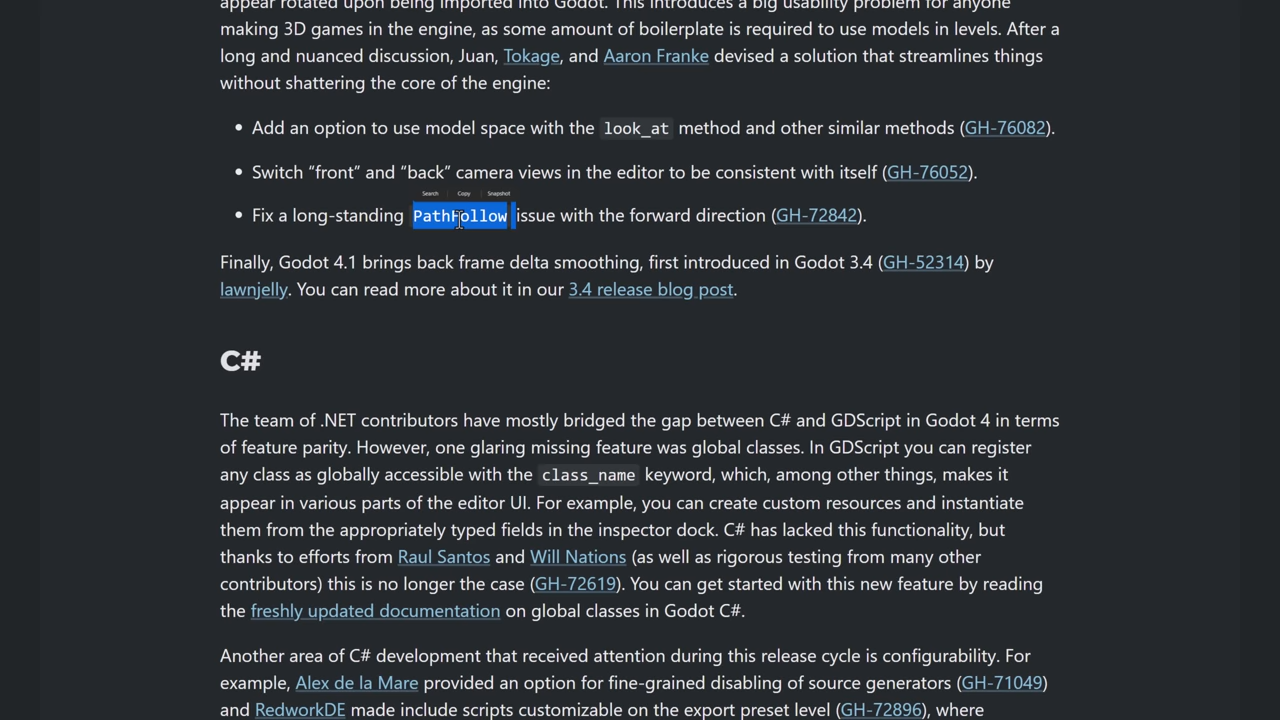 appear rotated upon being imported into Godot. This introduces a big usability problem for anyone
making 3D games in the engine, as some amount of boilerplate is required to use models in levels. After a
long and nuanced discussion, Juan, Tokage, and Aaron Franke devised a solution that streamlines things
without shattering the core of the engine:
• Add an option to use model space with the look_at method and other similar methods (GH-76082).
• Switch “front” and “back” camera views in the editor to be consistent with itself (GH-76052).
Search Copy Snapshot
• Fix a long-standing PathFollow issue with the forward direction (GH-72842).
Finally, Godot 4.1 brings back frame delta smoothing, first introduced in Godot 3.4 (GH-52314) by
lawnjelly. You can read more about it in our 3.4 release blog post.
C#
The team of .NET contributors have mostly bridged the gap between C# and GDScript in Godot 4 in terms
of feature parity. However, one glaring missing feature was global classes. In GDScript you can register
any class as globally accessible with the class_name keyword, which, among other things, makes it
appear in various parts of the editor UI. For example, you can create custom resources and instantiate
them from the appropriately typed fields in the inspector dock. C# has lacked this functionality, but
thanks to efforts from Raul Santos and Will Nations (as well as rigorous testing from many other
contributors) this is no longer the case (GH-72619). You can get started with this new feature by reading
the freshly updated documentation on global classes in Godot C#.
Another area of C# development that received attention during this release cycle is configurability. For
example, Alex de la Mare provided an option for fine-grained disabling of source generators (GH-71049)
and RedworkDE made include scripts customizable on the export preset level (GH-72896), where